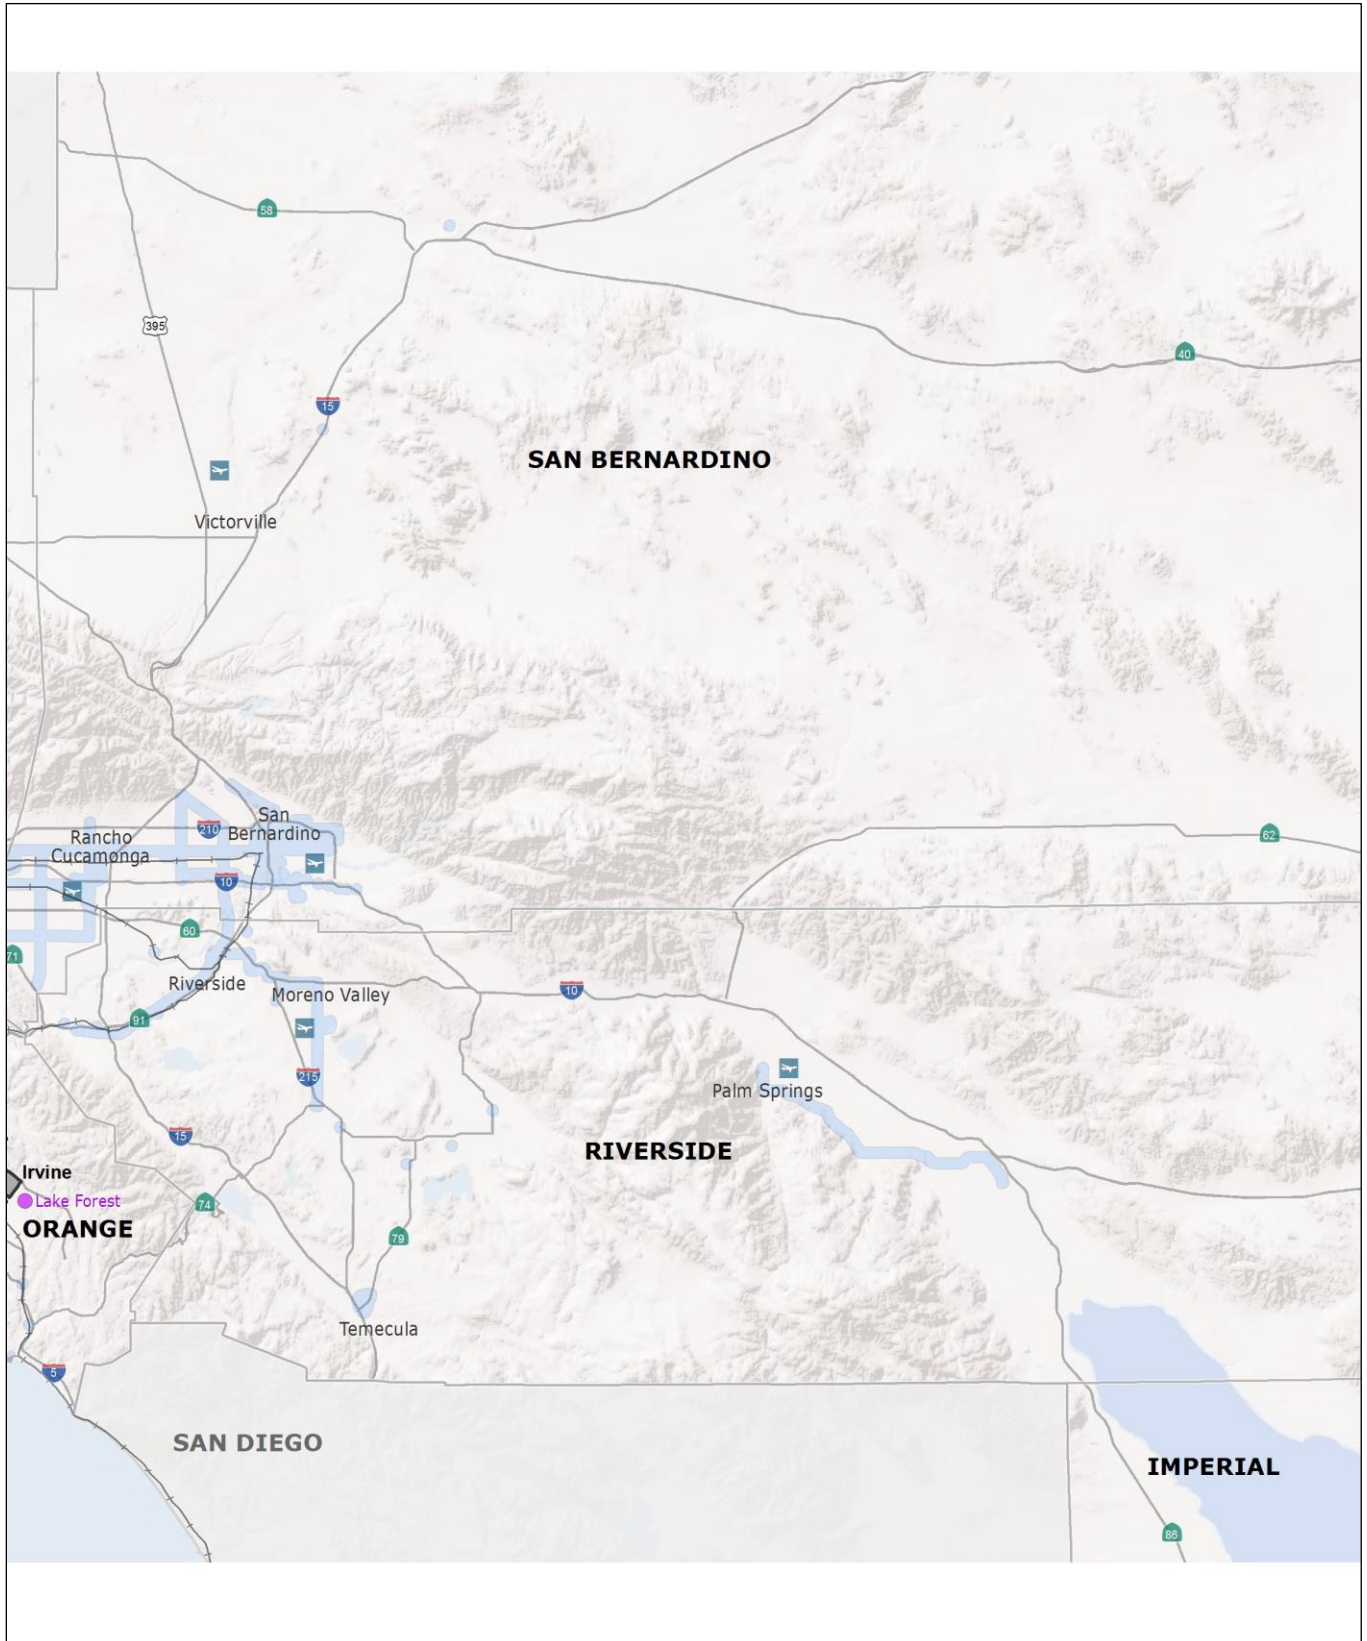 58
395
40
15
SAN BERNARDINO
Victorville
San
Bernardino
210
62
Rancho
Cucamonga
10
60
71
Riverside
Moreno Valley
10
91
215
Palm Springs
15
RIVERSIDE
Irvine
Lake Forest
74
ORANGE
79
Temecula
5
SAN DIEGO
IMPERIAL
86